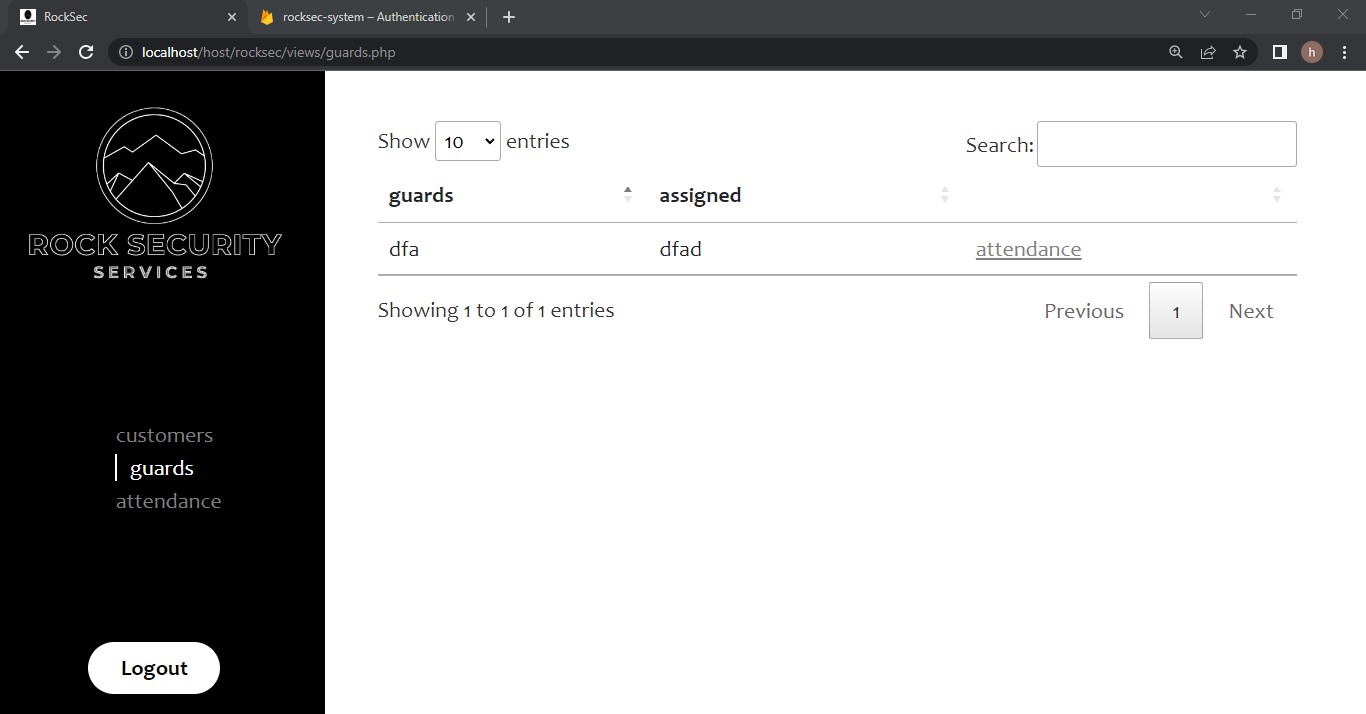 RockSec
rocksec-system – Authentication
localhost/host/rocksec/views/guards.php
h
ROCK SECURITY
SERVICES
customers
guards
attendance
Logout
Show 10 entries
Search:
guards assigned
dfa dfad attendance
Showing 1 to 1 of 1 entries
Previous 1 Next